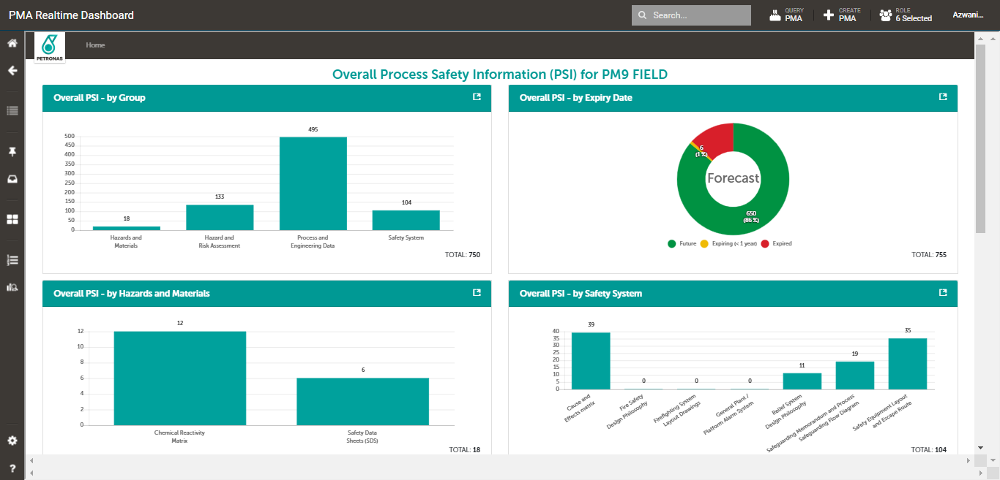 PMA Realtime Dashboard
Search...
QUERY
PMA
CREATE
PMA
ROLE
6 Selected
Azwani...
PETRONAS
Home
Overall Process Safety Information (PSI) for PM9 FIELD
Overall PSI - by Group
500
450
400
350
300
250
200
150
100
50
0
18
133
495
104
Hazards and
Materials
Hazard and
Risk Assessment
Process and
Engineering Data
Safety System
TOTAL: 750
Overall PSI - by Expiry Date
6
(1%)
Forecast
650
(86%)
Future
Expiring (< 1 year)
Expired
TOTAL: 755
Overall PSI - by Hazards and Materials
12
10
8
6
4
2
0
12
6
Chemical Reactivity
Matrix
Safety Data
Sheets (SDS)
TOTAL: 18
Overall PSI - by Safety System
40
35
30
25
20
15
10
5
0
39
0
0
0
11
19
35
Cause and
Effects matrix
Fire Safety
Design Philosophy
Firefighting System
Layout Drawings
General Plant /
Platform Alarm System
Relief System
Design Philosophy
Safeguarding Memorandum and Process
Safeguarding Flow Diagram
Safety Equipment Layout
and Escape Route
TOTAL: 104
?